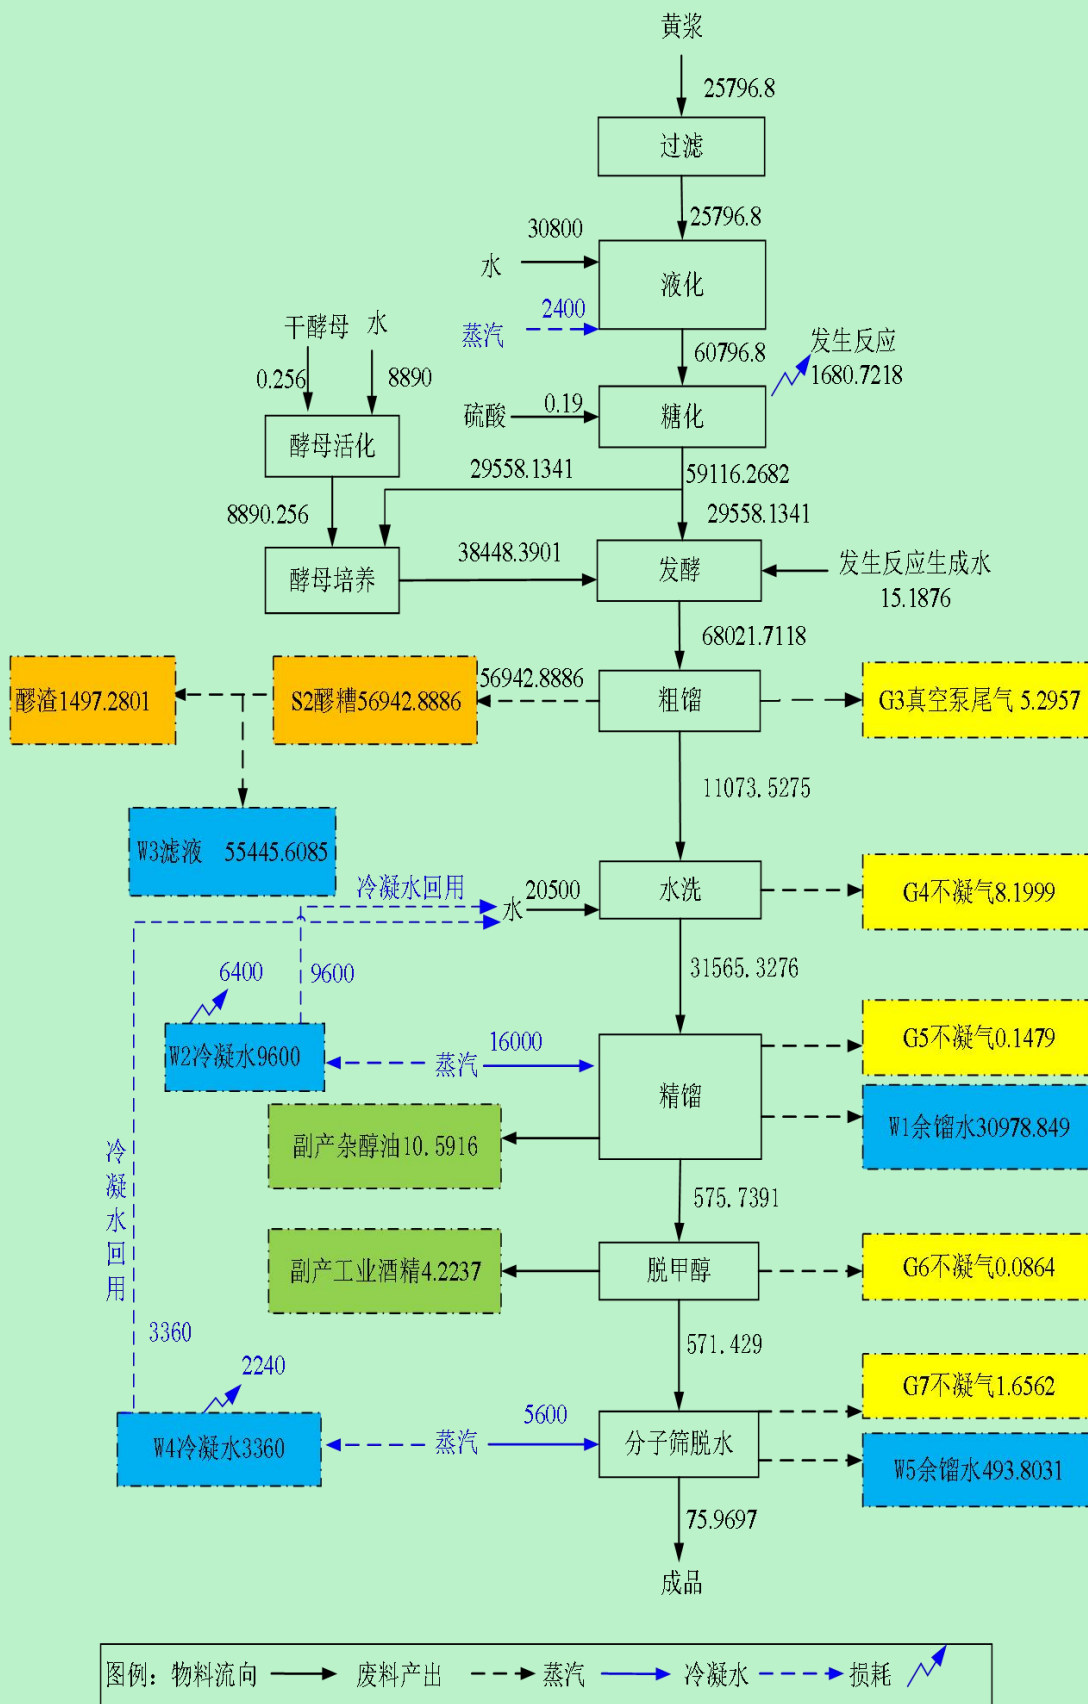 黄浆
25796.8
过滤
25796.8
30800
水
液化
2400
蒸汽
60796.8
发生反应
1680.7218
干酵母
水
0.256
8890
硫酸
0.19
糖化
酵母活化
29558.1341
59116.2682
8890.256
29558.1341
酵母培养
38448.3901
发酵
发生反应生成水
15.1876
68021.7118
醪渣1497.2801
S2醪糟56942.8886
56942.8886
粗馏
G3真空泵尾气 5.2957
11073.5275
W3滤液 55445.6085
冷凝水回用
水
20500
水洗
G4不凝气8.1999
31565.3276
6400
9600
W2冷凝水9600
蒸汽
16000
精馏
G5不凝气0.1479
W1余馏水30978.849
副产杂醇油10.5916
575.7391
冷凝水回用
副产工业酒精4.2237
脱甲醇
G6不凝气0.0864
3360
571.429
2240
W4冷凝水3360
蒸汽
5600
分子筛脱水
G7不凝气1.6562
W5余馏水493.8031
75.9697
成品
图例：物料流向 废料产出 蒸汽 冷凝水 损耗